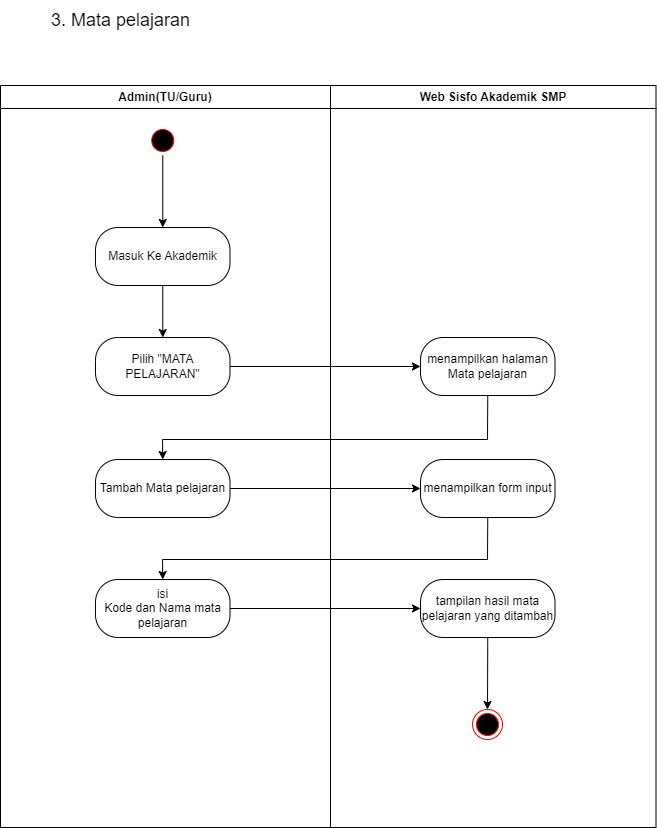 3. Mata pelajaran
Admin(TU/Guru)
Web Sisfo Akademik SMP
Masuk Ke Akademik
Pilih "MATA
PELAJARAN"
menampilkan halaman
Mata pelajaran
Tambah Mata pelajaran
menampilkan form input
isi
Kode dan Nama mata
pelajaran
tampilan hasil mata
pelajaran yang ditambah